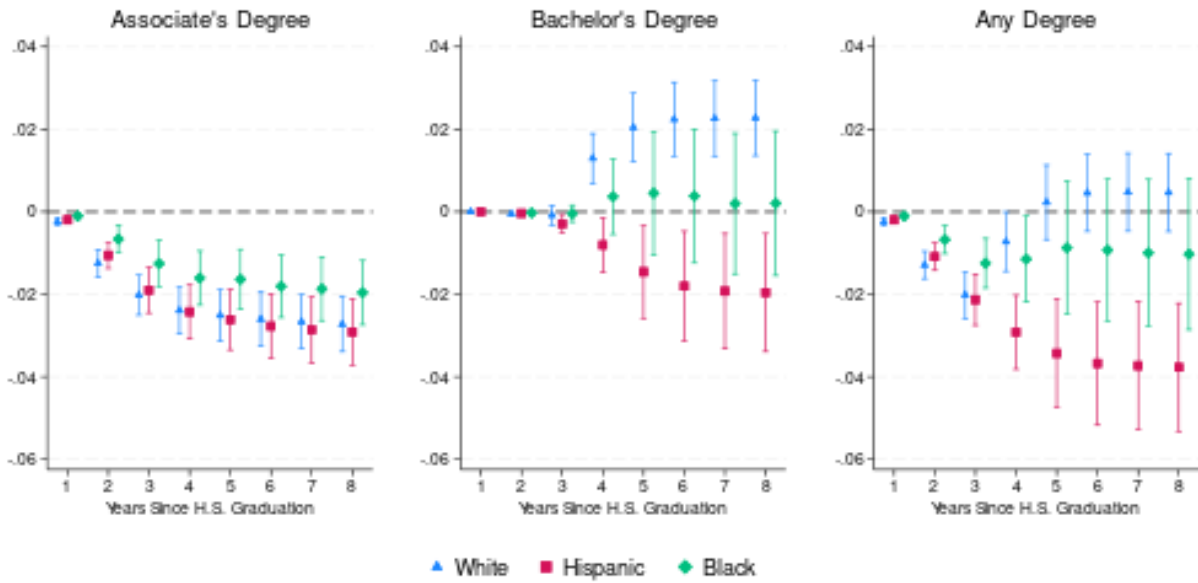 Associate's Degree
.04
.02
0
-.02
-.04
-.06
1 2 3 4 5 6 7 8
Years Since H.S. Graduation
Bachelor's Degree
.04
.02
0
-.02
-.04
-.06
1 2 3 4 5 6 7 8
Years Since H.S. Graduation
Any Degree
.04
.02
0
-.02
-.04
-.06
1 2 3 4 5 6 7 8
Years Since H.S. Graduation
White Hispanic Black